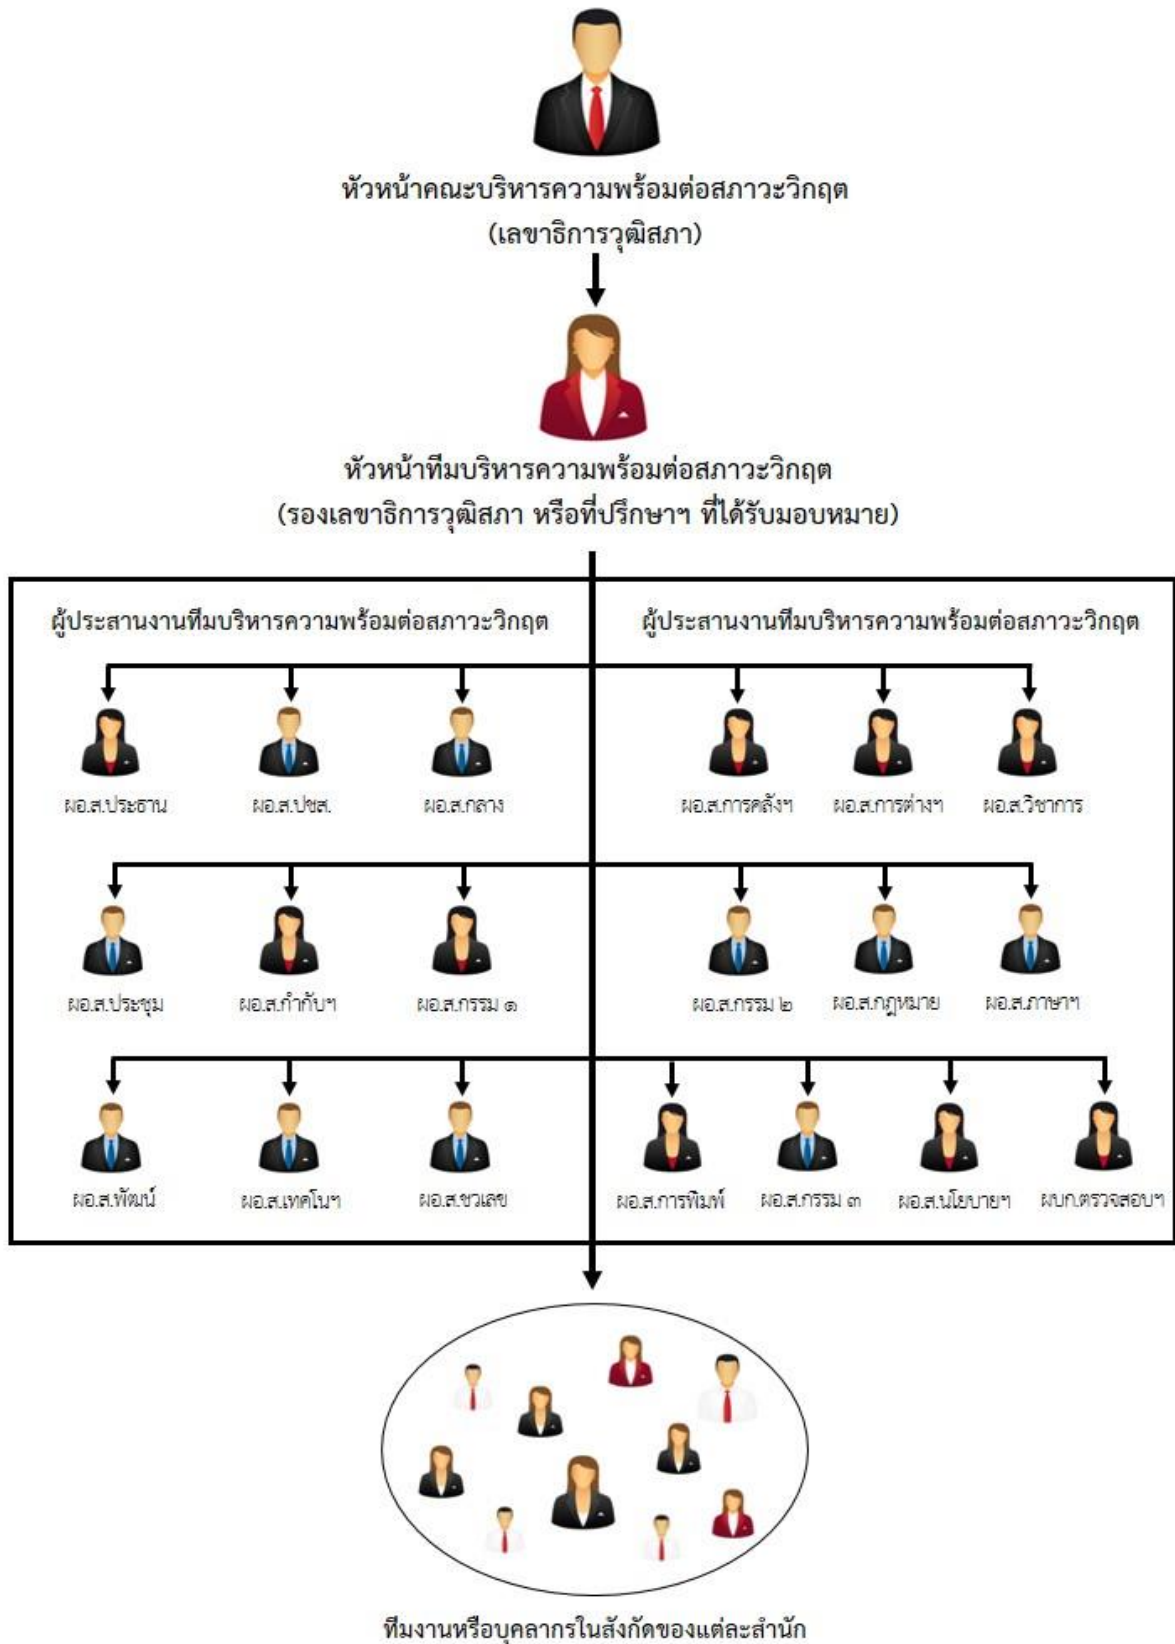 หัวหน้าคณะบริหารความพร้อมต่อสภาวะวิกฤต
(เลขาธิการวุฒิสภา)
หัวหน้าทีมบริหารความพร้อมต่อสภาวะวิกฤต
(รองเลขาธิการวุฒิสภา หรือที่ปรึกษาฯ ที่ได้รับมอบหมาย)
ผู้ประสานงานทีมบริหารความพร้อมต่อสภาวะวิกฤต
ผอ.ส.ประธาน ผอ.ส.ปชส. ผอ.ส.กลาง
ผอ.ส.ประชุม ผอ.ส.กำกับฯ ผอ.ส.กรรม ๑
ผอ.ส.พัฒน์ ผอ.ส.เทคโนฯ ผอ.ส.ชวเลข
ผู้ประสานงานทีมบริหารความพร้อมต่อสภาวะวิกฤต
ผอ.ส.การคลังฯ ผอ.ส.การต่างฯ ผอ.ส.วิชาการ
ผอ.ส.กรรม ๒ ผอ.ส.กฎหมาย ผอ.ส.ภาษาฯ
ผอ.ส.การพิมพ์ ผอ.ส.กรรม ๓ ผอ.ส.นโยบายฯ ผบก.ตรวจสอบฯ
ทีมงานหรือบุคลากรในสังกัดของแต่ละสำนัก